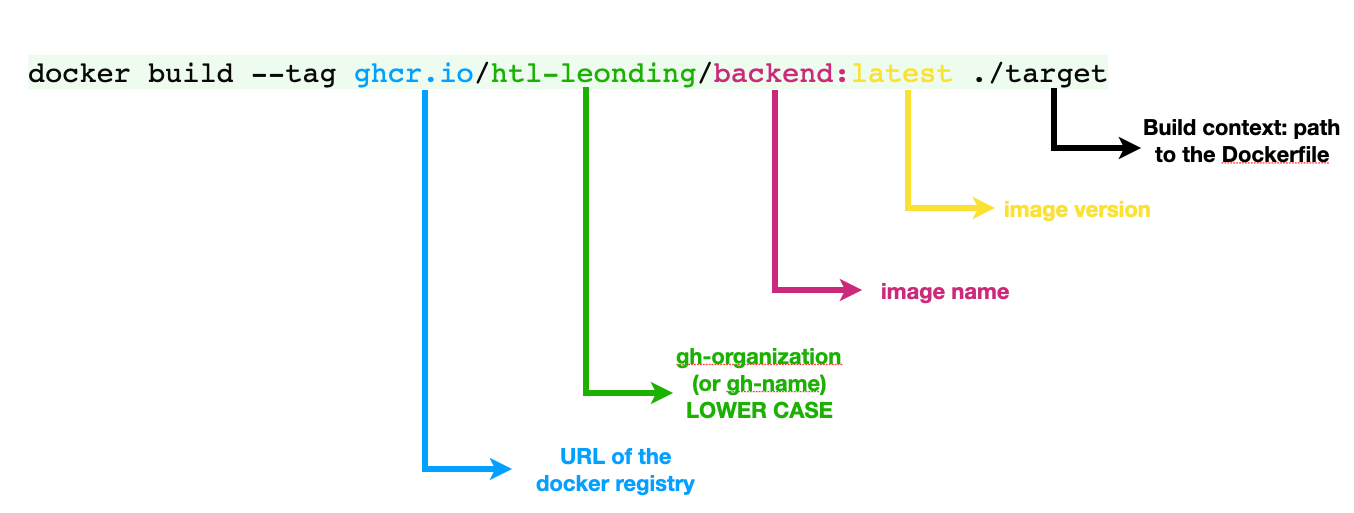 docker build --tag ghcr.io/htl-leonding/backend:latest ./target
Build context: path
to the Dockerfile
image version
image name
gh-organization
(or gh-name)
LOWER CASE
URL of the
docker registry